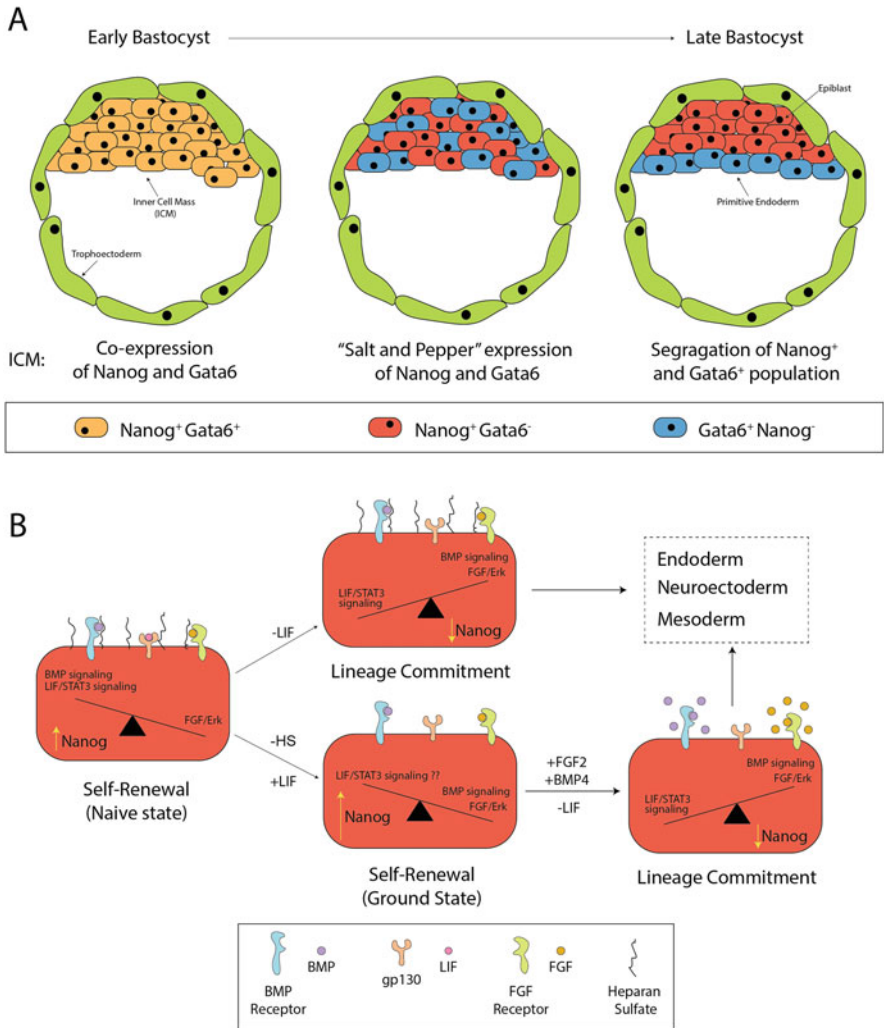 A
Early Bastocyst
Late Bastocyst
Epiblast
Inner Cell Mass
(ICM)
Primitive Endoderm
Trophoectoderm
ICM:
Co-expression
of Nanog and Gata6
“Salt and Pepper” expression
of Nanog and Gata6
Segragation of Nanog⁺
and Gata6⁺ population
Nanog⁺ Gata6⁺
Nanog⁺ Gata6⁻
Gata6⁺ Nanog⁻
B
BMP signaling
LIF/STAT3 signaling
FGF/Erk
Nanog
Self-Renewal
(Naive state)
-LIF
-HS
+LIF
BMP signaling
FGF/Erk
LIF/STAT3
signaling
Nanog
Lineage Commitment
Endoderm
Neuroectoderm
Mesoderm
LIF/STAT3 signaling ??
BMP signaling
FGF/Erk
Nanog
Self-Renewal
(Ground State)
+FGF2
+BMP4
-LIF
BMP signaling
FGF/Erk
LIF/STAT3
signaling
Nanog
Lineage Commitment
BMP
Receptor
BMP
gp130
LIF
FGF
Receptor
FGF
Heparan
Sulfate